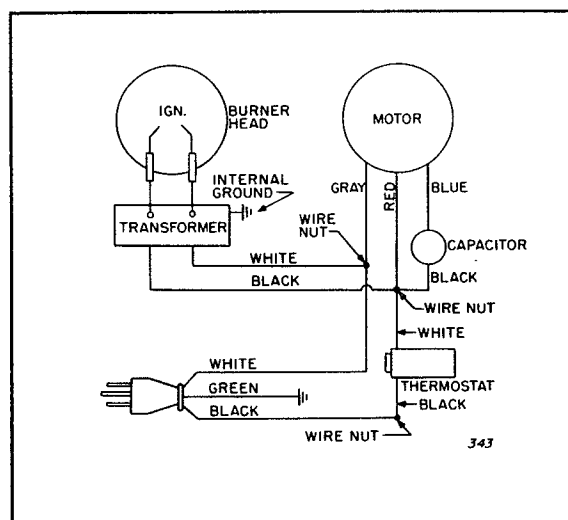 IGN.
BURNER
HEAD
MOTOR
INTERNAL
GROUND
GRAY
RED
BLUE
TRANSFORMER
WIRE
NUT
CAPACITOR
WHITE
BLACK
BLACK
WIRE NUT
WHITE
WHITE
THERMOSTAT
GREEN
BLACK
BLACK
WIRE NUT
343